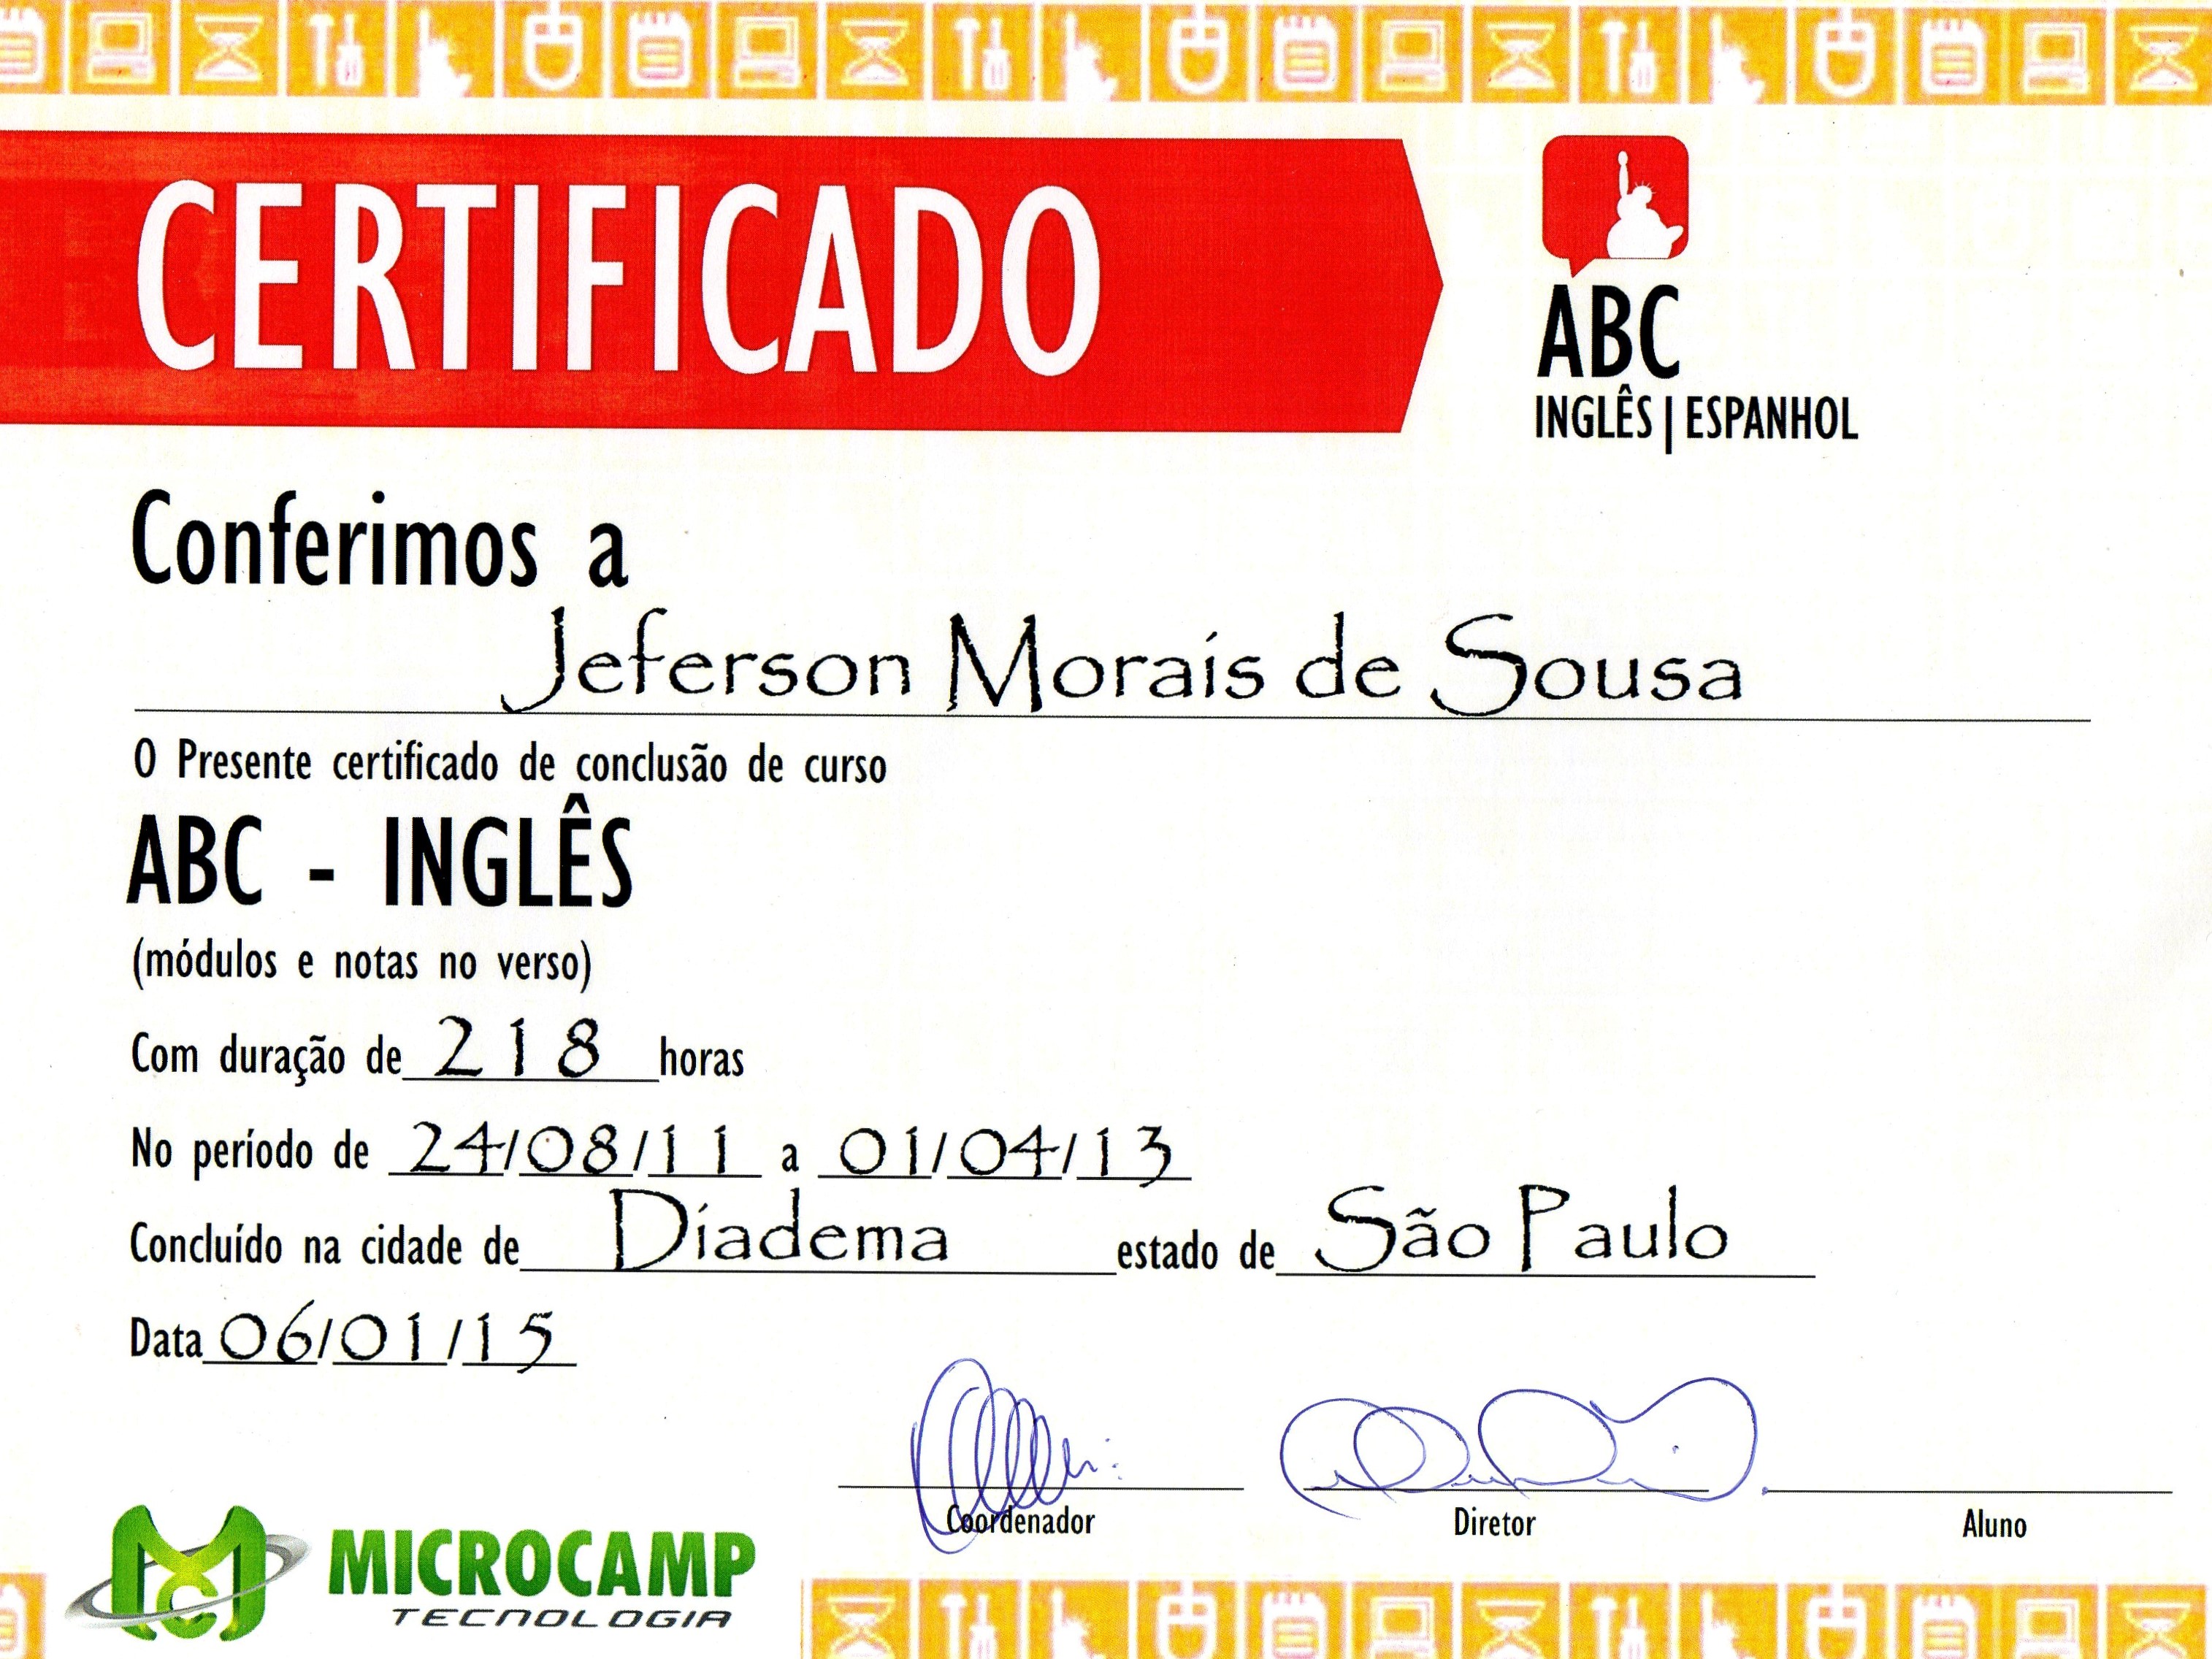 CERTIFICADO
ABC
INGLÊS | ESPANHOL
Conferimos a
Jeferson Morais de Sousa
O Presente certificado de conclusão de curso
ABC - INGLÊS
(módulos e notas no verso)
Com duração de 218 horas
No período de 24/08/11 a 01/04/13
Concluído na cidade de Diadema estado de São Paulo
Data 06/01/15
Coordenador Diretor Aluno
MICROCAMP
TECNOLOGIA